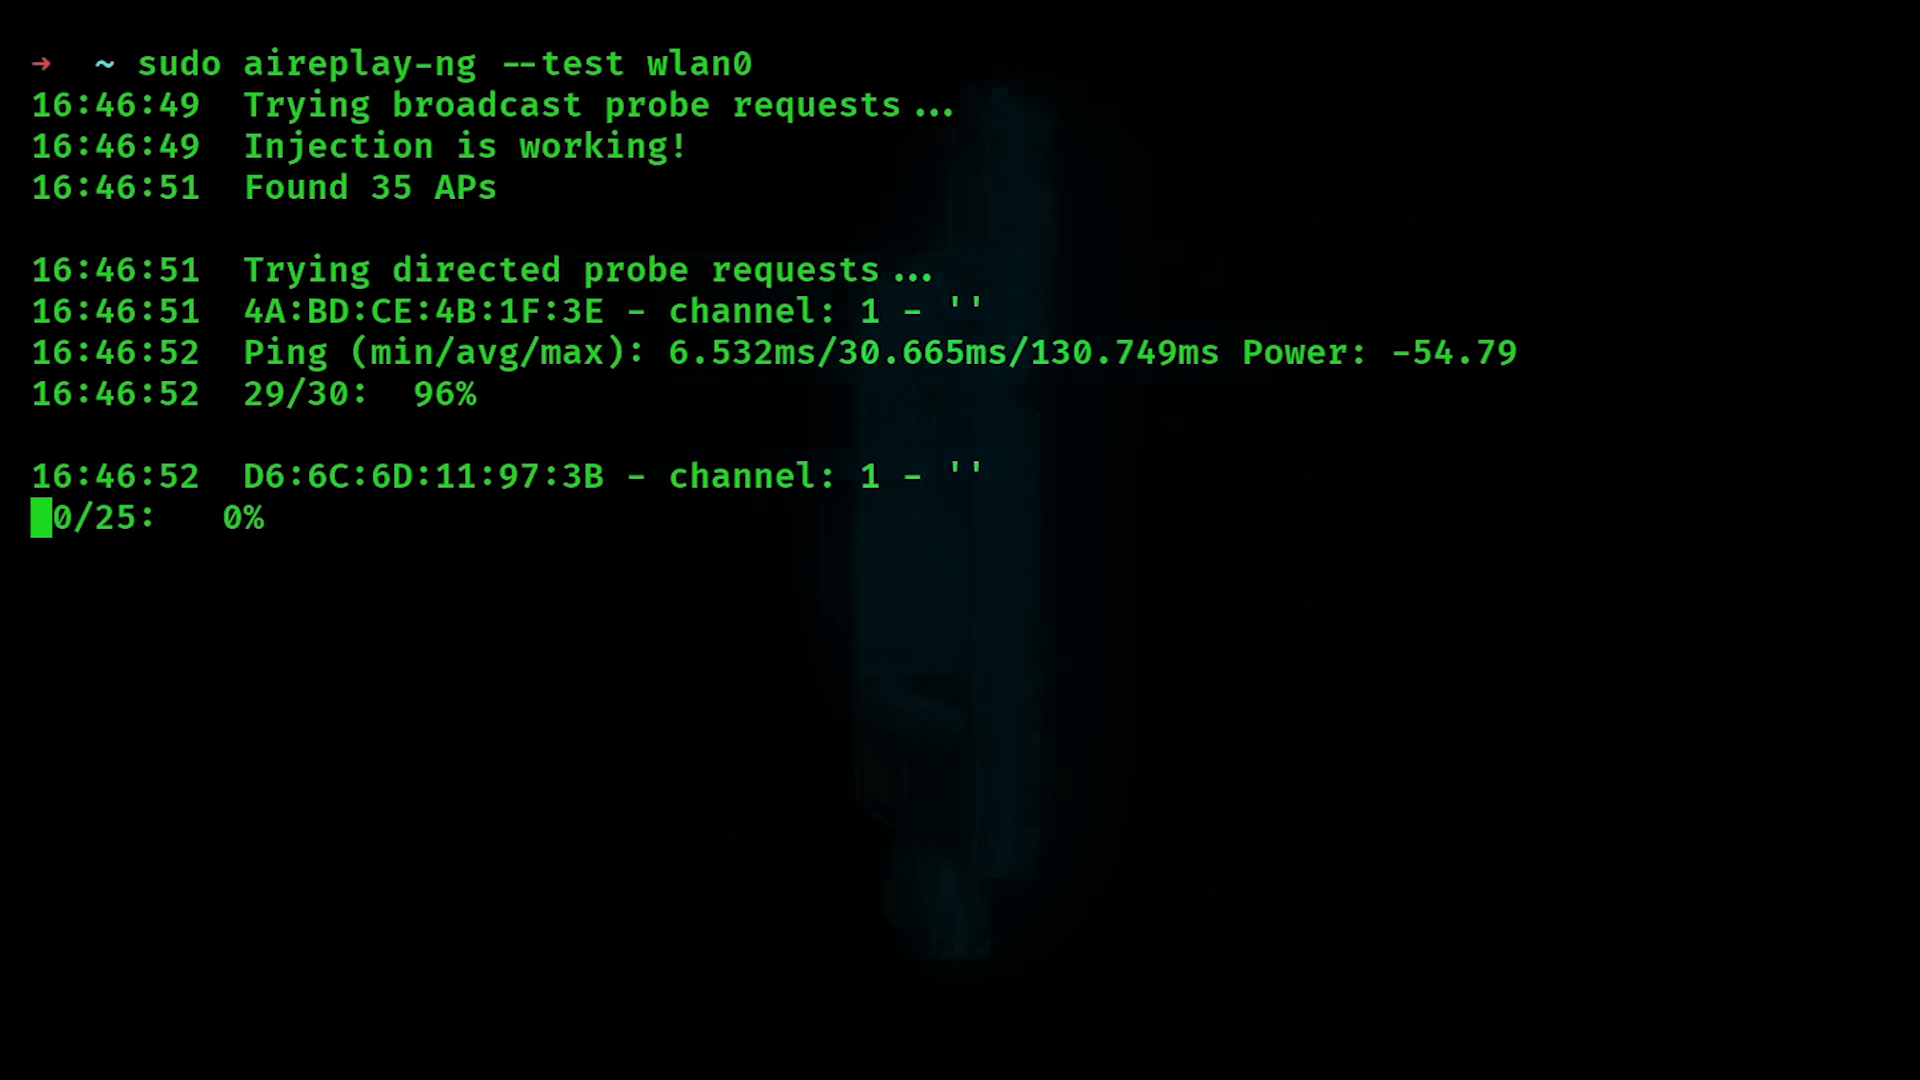 → ~ sudo aireplay-ng --test wlan0
16:46:49 Trying broadcast probe requests...
16:46:49 Injection is working!
16:46:51 Found 35 APs
16:46:51 Trying directed probe requests...
16:46:51 4A:BD:CE:4B:1F:3E - channel: 1 - ''
16:46:52 Ping (min/avg/max): 6.532ms/30.665ms/130.749ms Power: -54.79
16:46:52 29/30: 96%
16:46:52 D6:6C:6D:11:97:3B - channel: 1 - ''
0/25: 0%